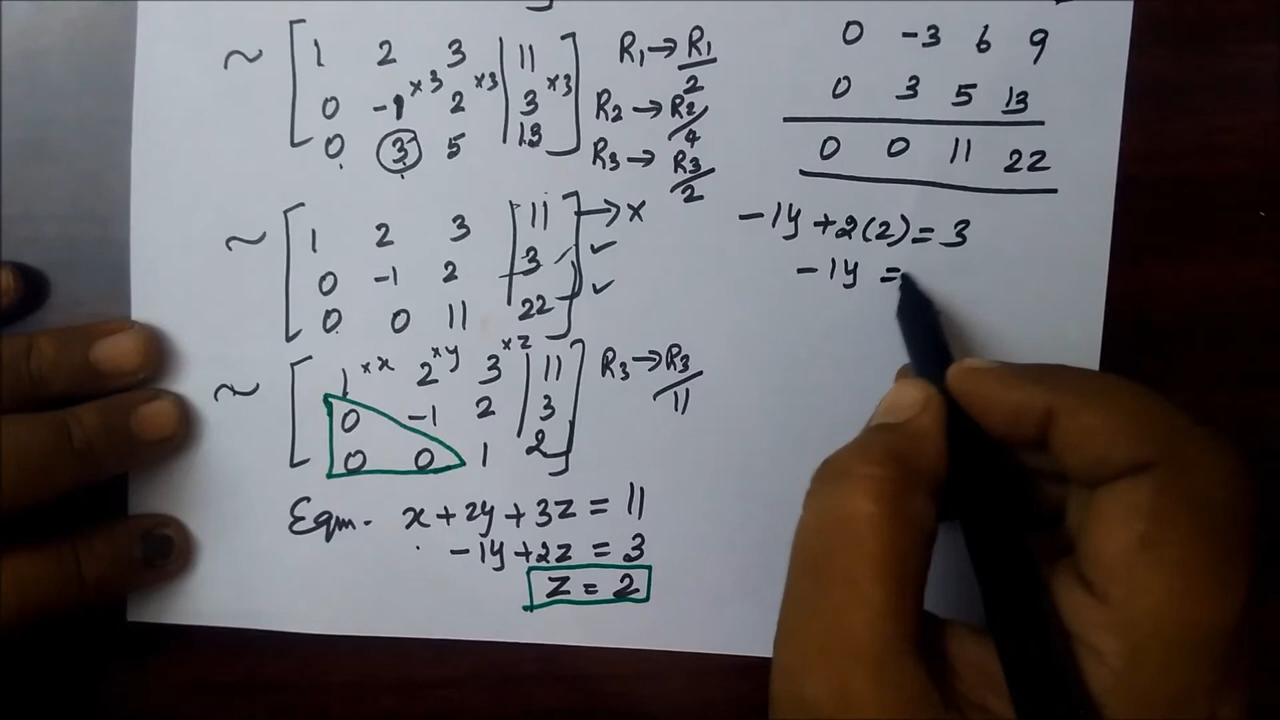 ~ [ 1 2 3 | 11 ] R₁ → R₁/2
0 -1 ×3 2 ×3 | 3 ×3 R₂ → R₂/4
0 3 5 | 13 R₃ → R₃/2
~ [ 1 2 3 | 11 ] → x
0 -1 2 | 3 ✓
0 0 11 | 22 ✓
~ [ 1 ×x 2 ×y 3 ×z | 11 ] R₃ → R₃/11
0 -1 2 | 3
0 0 1 2
Eqn. x + 2y + 3z = 11
-1y + 2z = 3
z = 2
0 -3 6 9
0 3 5 13
0 0 11 22
-1y + 2(2) = 3
-1y =